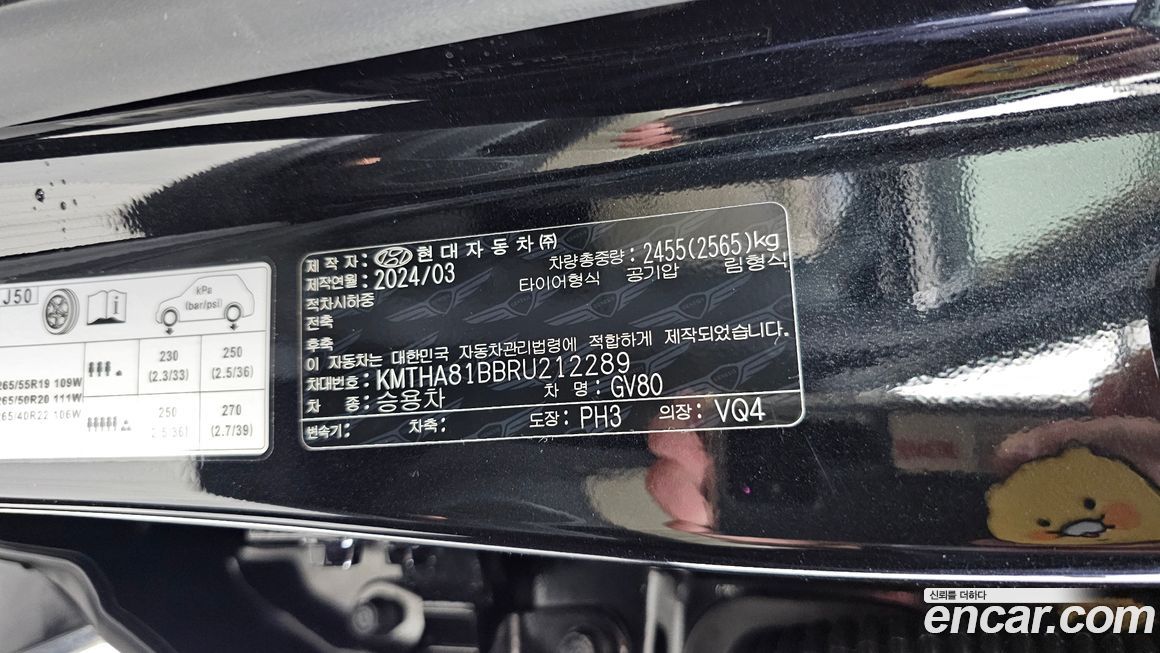 J50
kPa
(bar/psi)
230
(2.3/33)
250
(2.5/36)
265/55R19 109W
265/50R20 111W
265/40R22 106W
250
(2.5/36)
270
(2.7/39)
제 작 자 : 현대자동차(주)
제작연월 : 2024/03
차량총중량 : 2455(2565)kg
적차시하중
타이어형식 공기압 림형식
전축
후축
이 자동차는 대한민국 자동차관리법령에 적합하게 제작되었습니다.
차대번호 : KMTHA81BBRU212289
차 종 : 승용차
차 명 : GV80
변속기 :
차축 :
도장 : PH3
의장 : VQ4
신뢰를 더하다
encar.com